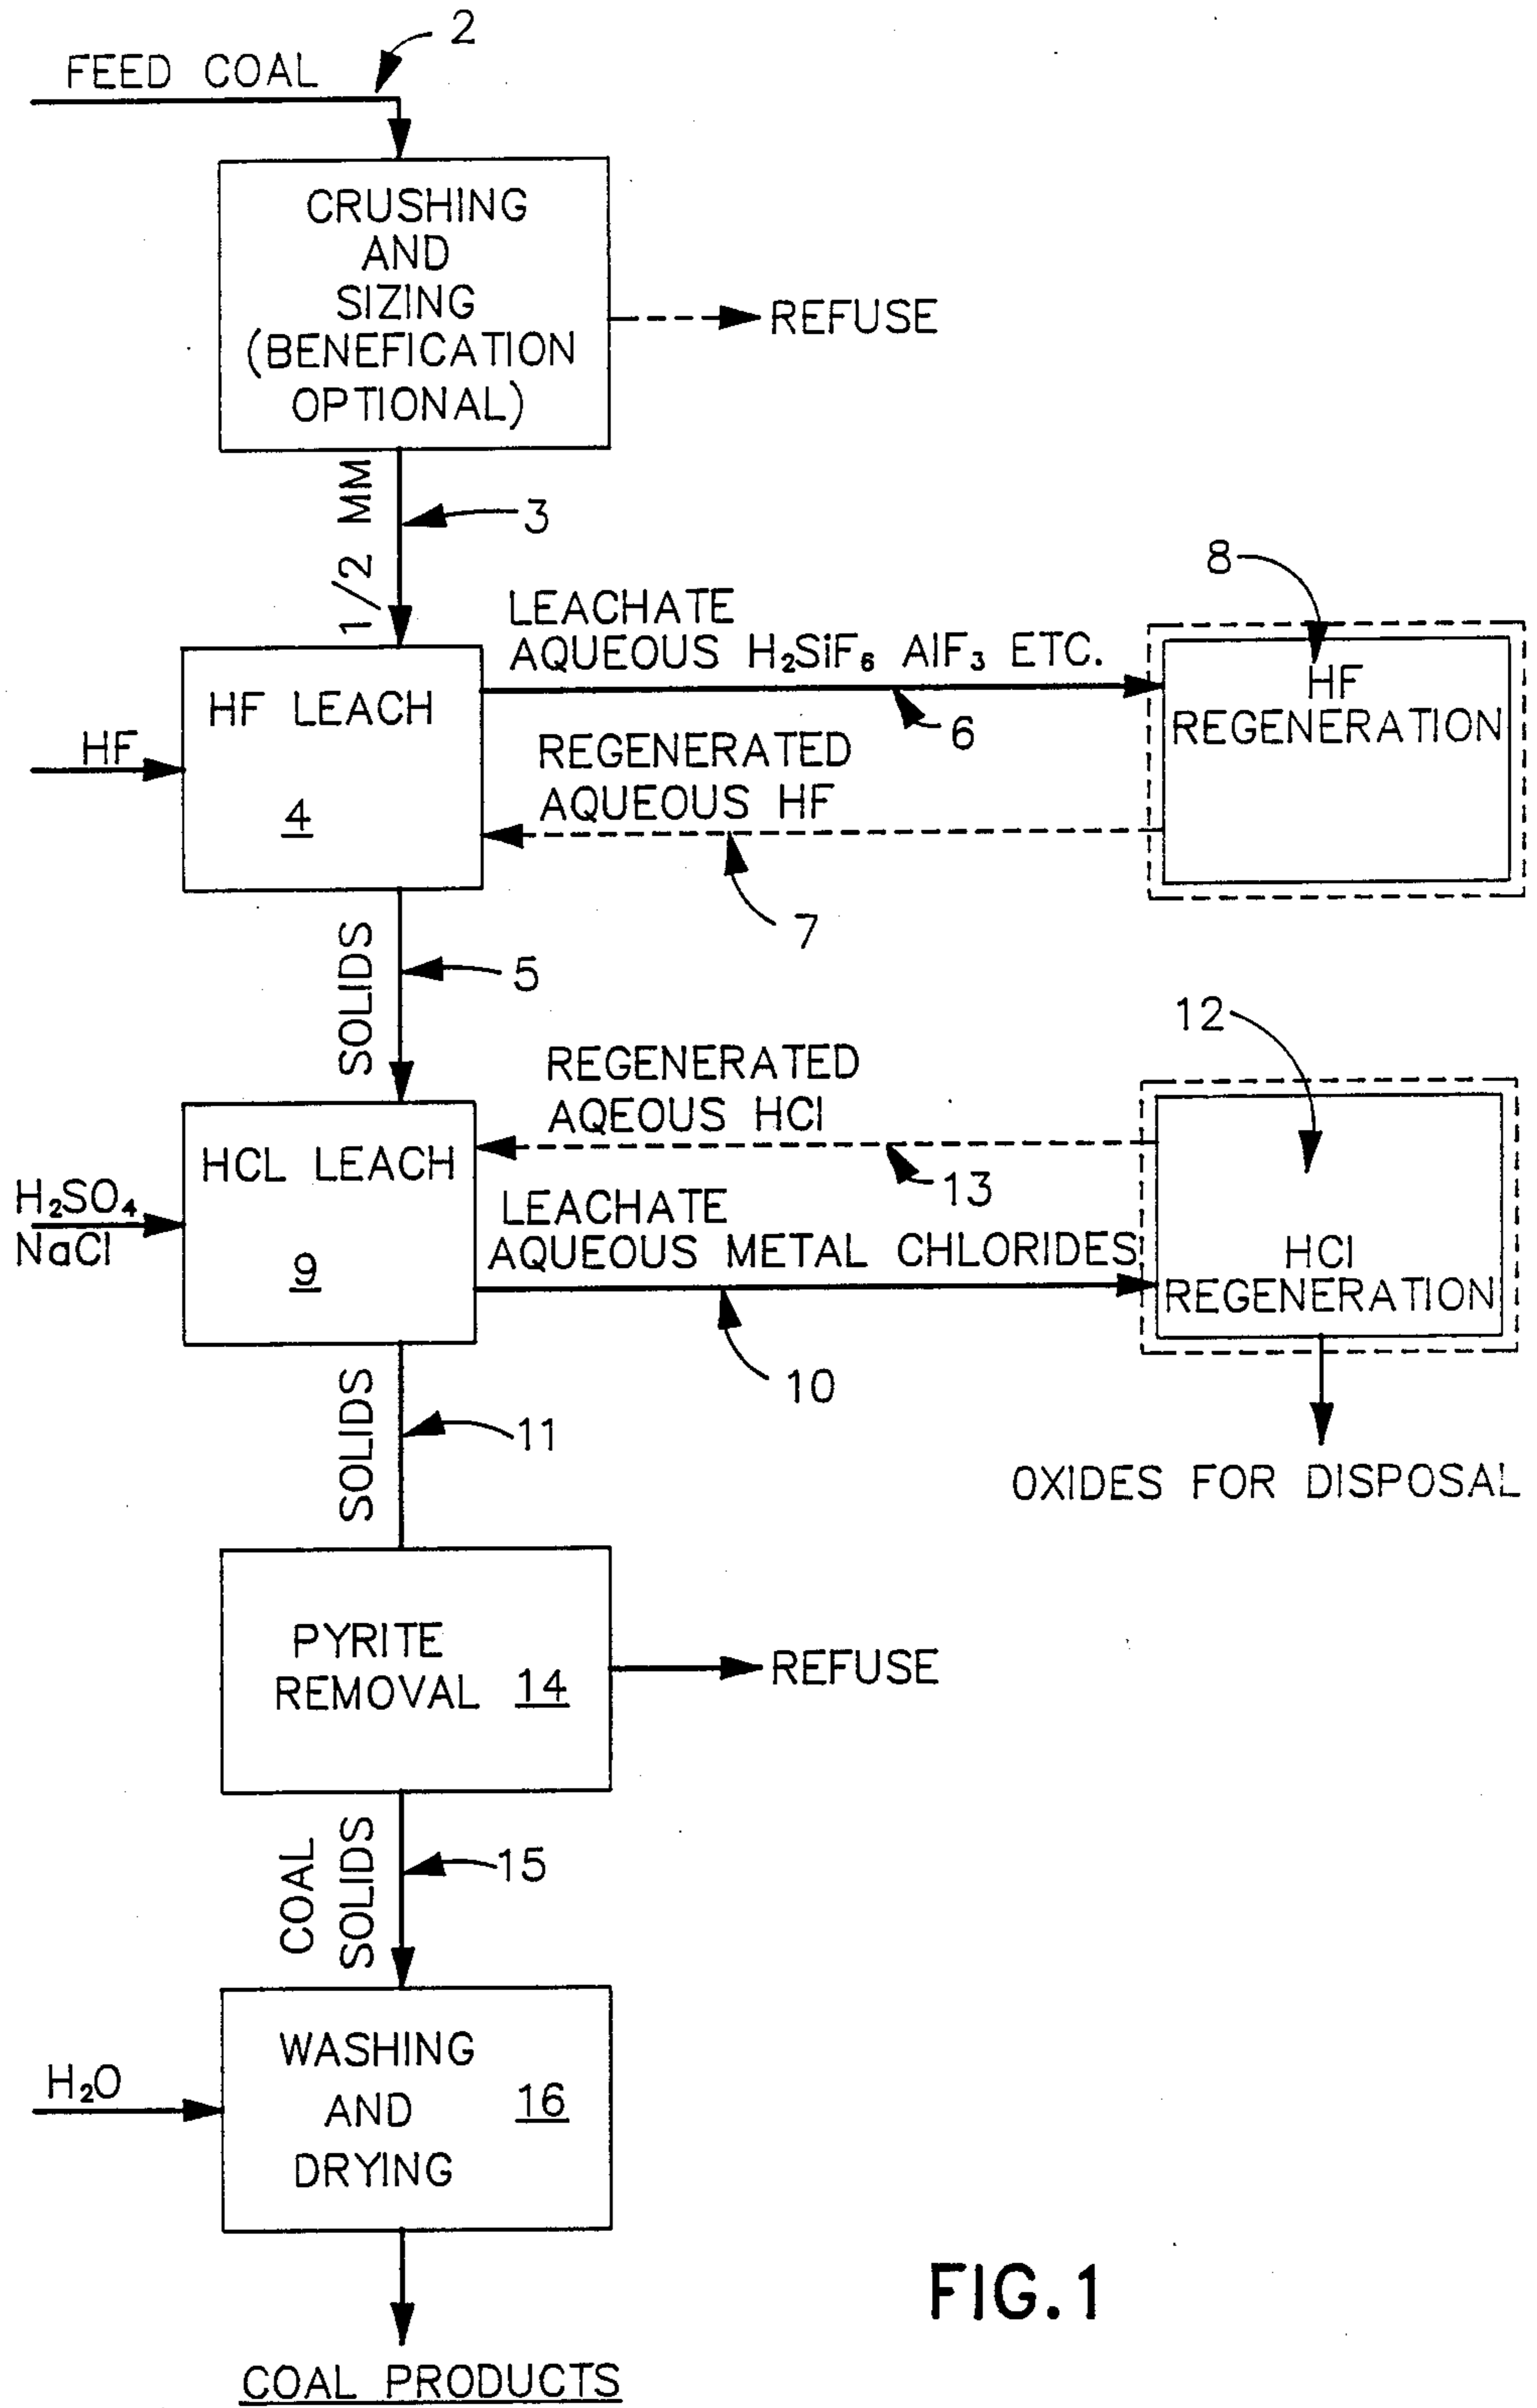 2
FEED COAL
CRUSHING
AND
SIZING
(BENEFICATION
OPTIONAL)
REFUSE
1/2 MM
3
8
LEACHATE
AQUEOUS H₂SiF₆ AlF₃ ETC.
HF
REGENERATION
6
HF LEACH
4
HF
REGENERATED
AQUEOUS HF
7
SOLIDS
5
12
REGENERATED
AQEOUS HCl
13
HCL LEACH
9
H₂SO₄
NaCl
LEACHATE
AQUEOUS METAL CHLORIDES
10
HCl
REGENERATION
OXIDES FOR DISPOSAL
SOLIDS
11
PYRITE
REMOVAL 14
REFUSE
COAL
SOLIDS
15
WASHING
AND
DRYING
16
H₂O
COAL PRODUCTS
FIG.1